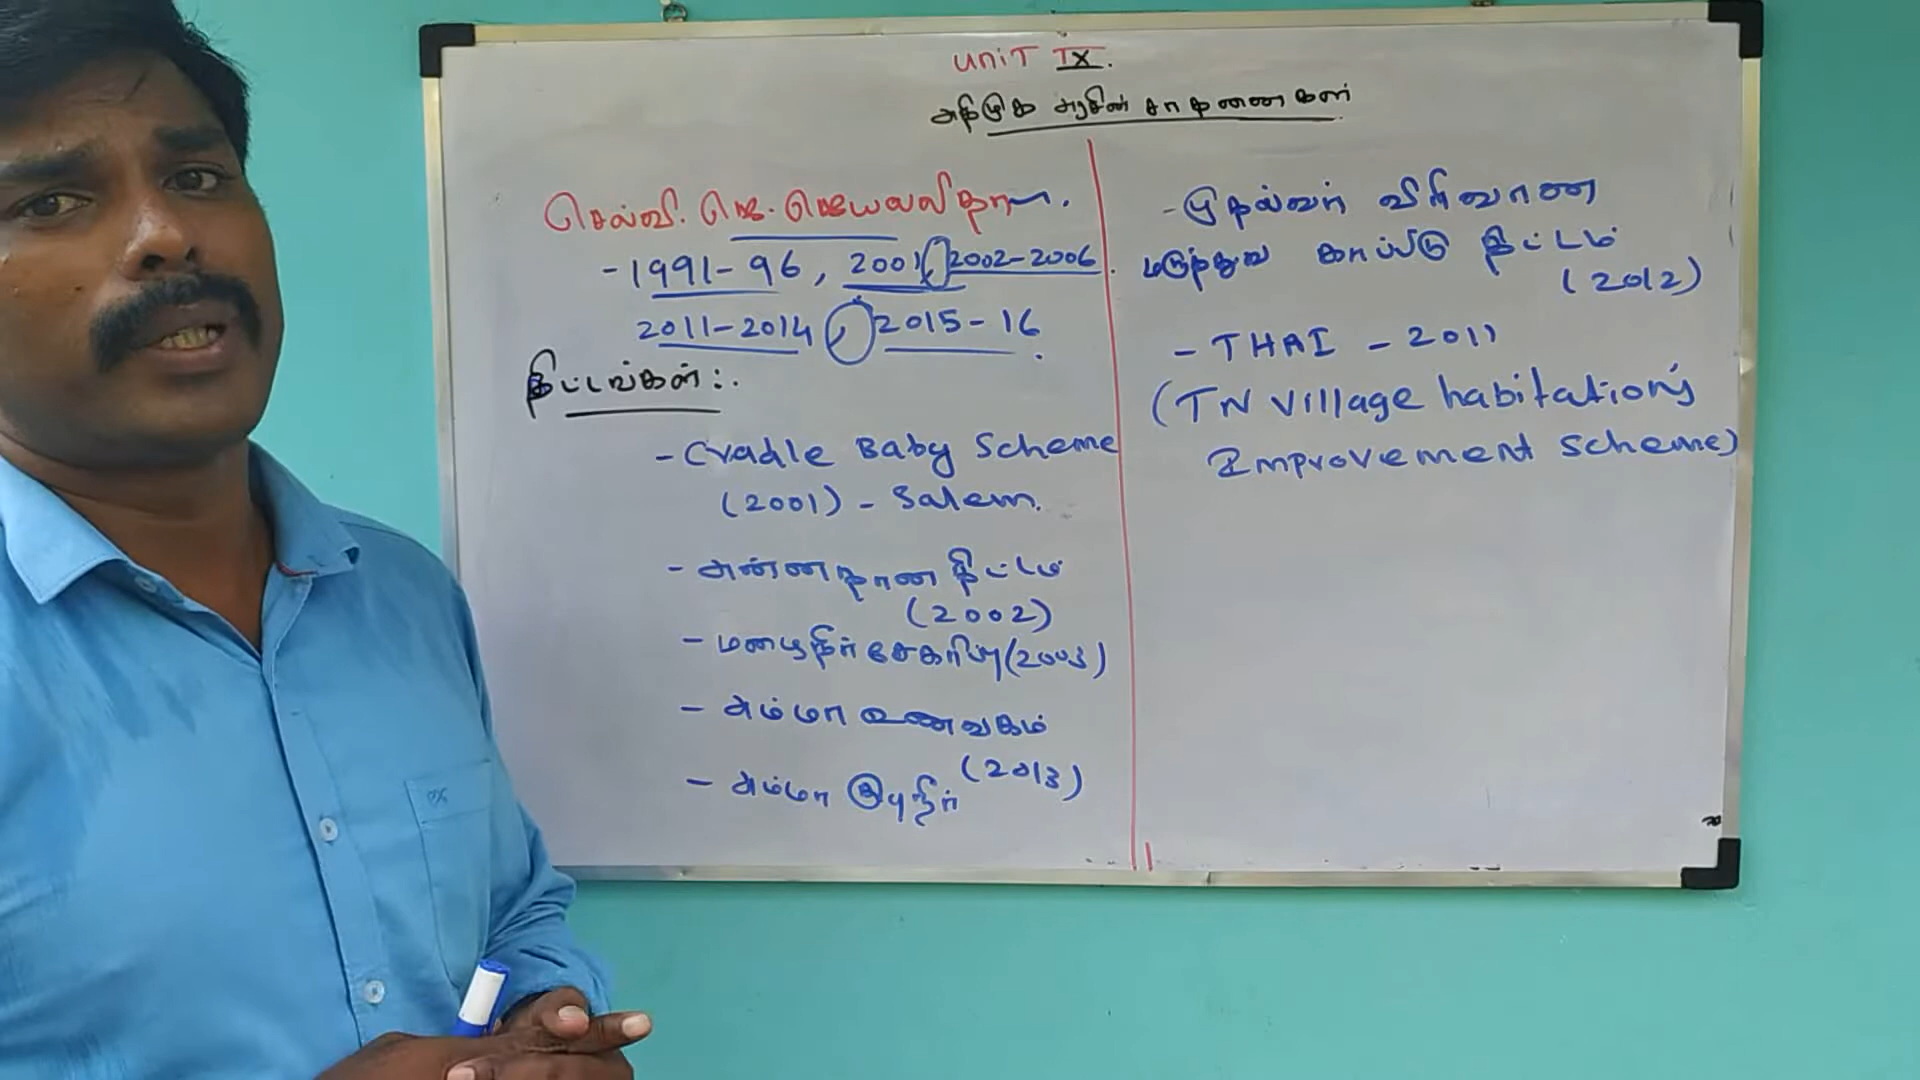 UNIT IX.
அதிமுக அரசின் சாதனைகள்
செல்வி. ஜெ. ஜெயலலிதா.
- 1991-96, 2001, 2002-2006.
2011-2014, 2015-16.
திட்டங்கள்:.
- Cradle Baby Scheme
(2001) - Salem.
- அன்னதான திட்டம்
(2002)
- மழைநீர் சேகரிப்பு (2003)
- அம்மா உணவகம்
(2013)
- அம்மா குடிநீர்
- முதல்வர் விரிவான
மருத்துவ காப்பீடு திட்டம்
(2012)
- THAI - 2011
(TN Village habitation's
Improvement Scheme)